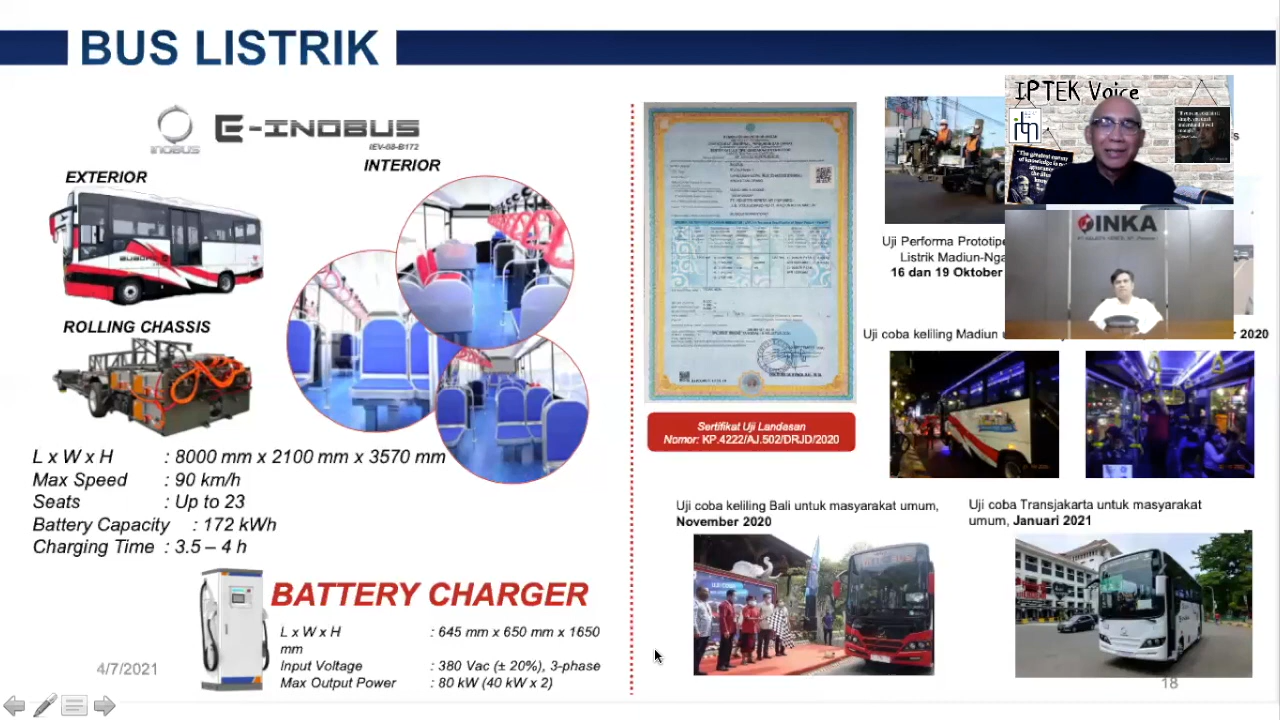 BUS LISTRIK
INOBUS
E-INOBUS
IEV-08-B172
EXTERIOR
INTERIOR
ROLLING CHASSIS
L x W x H : 8000 mm x 2100 mm x 3570 mm
Max Speed : 90 km/h
Seats : Up to 23
Battery Capacity : 172 kWh
Charging Time : 3.5 – 4 h
BATTERY CHARGER
L x W x H : 645 mm x 650 mm x 1650
mm
Input Voltage : 380 Vac (± 20%), 3-phase
Max Output Power : 80 kW (40 kW x 2)
4/7/2021
Sertifikat Uji Landasan
Nomor: KP.4222/AJ.502/DRJD/2020
IPTEK Voice
INKA
Uji Performa Prototipe
Listrik Madiun-Nga
16 dan 19 Oktober
Uji coba keliling Madiun
2020
Uji coba keliling Bali untuk masyarakat umum,
November 2020
Uji coba Transjakarta untuk masyarakat
umum, Januari 2021
18